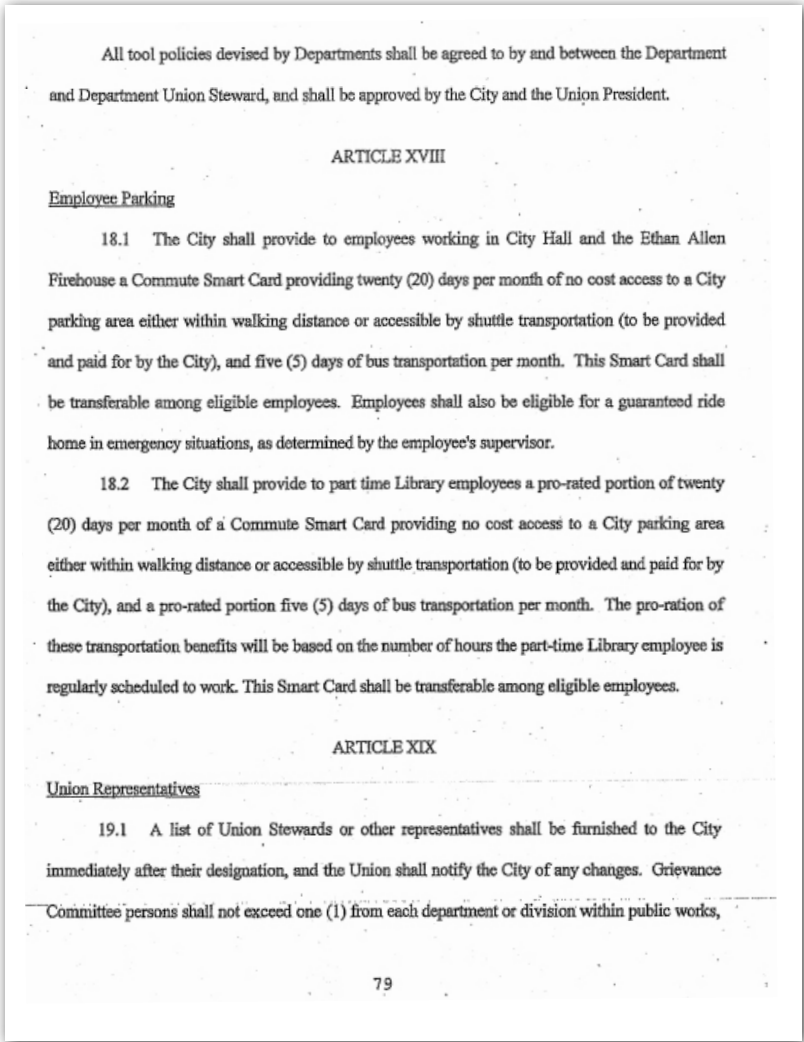 All tool policies devised by Departments shall be agreed to by and between the Department
and Department Union Steward, and shall be approved by the City and the Union President.
ARTICLE XVIII
Employee Parking
18.1 The City shall provide to employees working in City Hall and the Ethan Allen
Firehouse a Commute Smart Card providing twenty (20) days per month of no cost access to a City
parking area either within walking distance or accessible by shuttle transportation (to be provided
and paid for by the City), and five (5) days of bus transportation per month. This Smart Card shall
be transferable among eligible employees. Employees shall also be eligible for a guaranteed ride
home in emergency situations, as determined by the employee's supervisor.
18.2 The City shall provide to part time Library employees a pro-rated portion of twenty
(20) days per month of a Commute Smart Card providing no cost access to a City parking area
either within walking distance or accessible by shuttle transportation (to be provided and paid for by
the City), and a pro-rated portion five (5) days of bus transportation per month. The pro-ration of
these transportation benefits will be based on the number of hours the part-time Library employee is
regularly scheduled to work. This Smart Card shall be transferable among eligible employees.
ARTICLE XIX
Union Representatives
19.1 A list of Union Stewards or other representatives shall be furnished to the City
immediately after their designation, and the Union shall notify the City of any changes. Grievance
Committee persons shall not exceed one (1) from each department or division within public works,
79